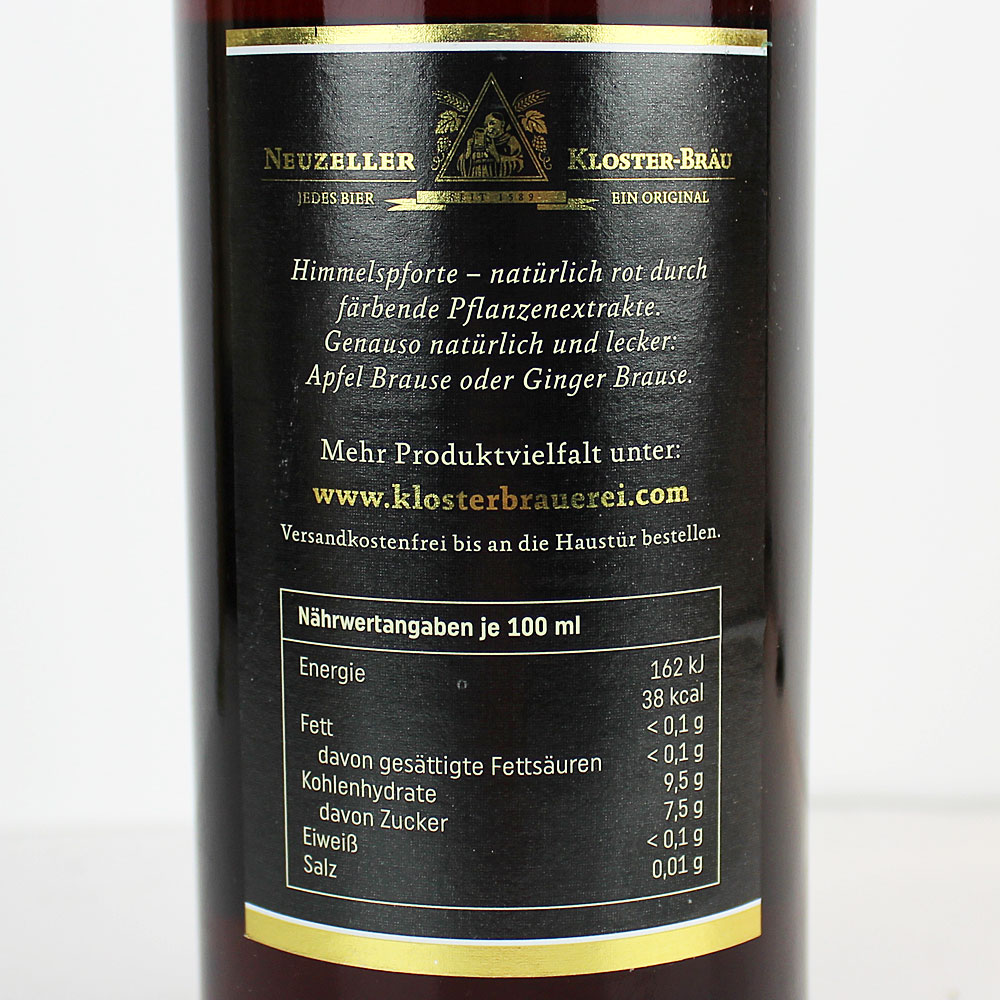 NEUZELLER KLOSTER-BRÄU
JEDES BIER SEIT 1589 EIN ORIGINAL
Himmelspforte – natürlich rot durch
färbende Pflanzenextrakte.
Genauso natürlich und lecker:
Apfel Brause oder Ginger Brause.
Mehr Produktvielfalt unter:
www.klosterbrauerei.com
Versandkostenfrei bis an die Haustür bestellen.
Nährwertangaben je 100 ml
Energie 162 kJ
38 kcal
Fett < 0,1 g
davon gesättigte Fettsäuren < 0,1 g
Kohlenhydrate 9,5 g
davon Zucker 7,5 g
Eiweiß < 0,1 g
Salz 0,01 g